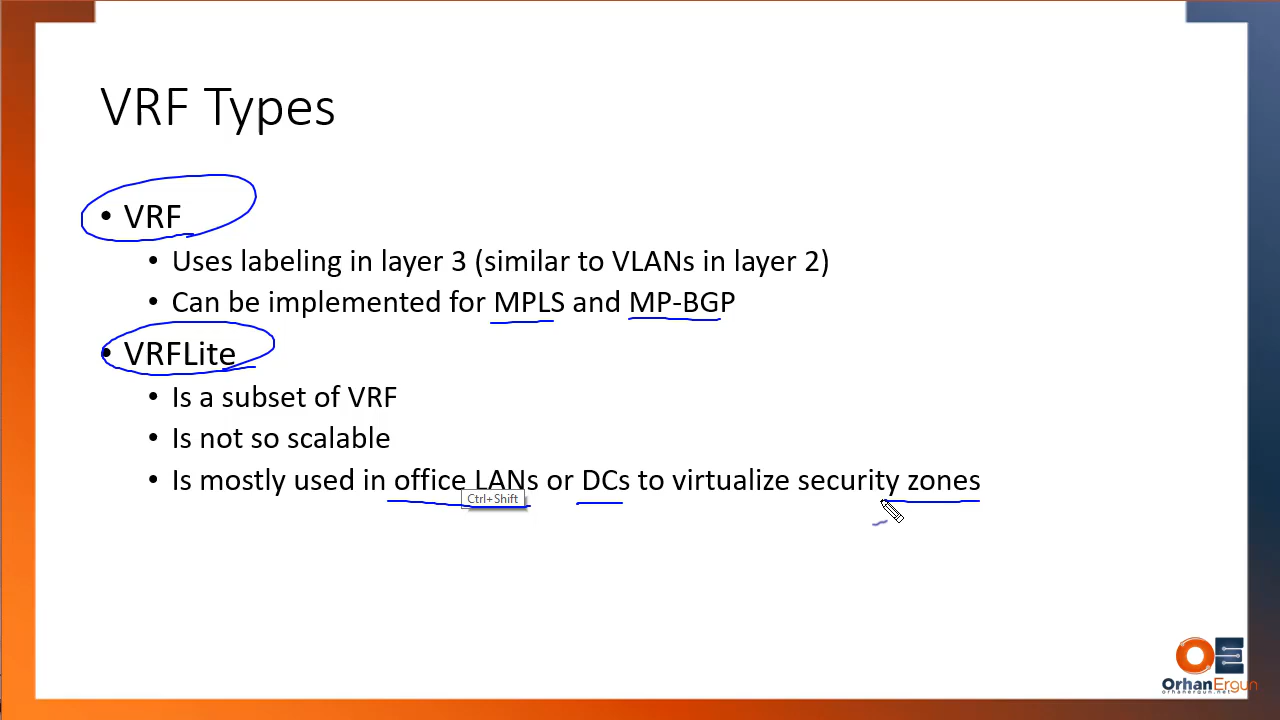 VRF Types
• VRF
• Uses labeling in layer 3 (similar to VLANs in layer 2)
• Can be implemented for MPLS and MP-BGP
• VRFLite
• Is a subset of VRF
• Is not so scalable
• Is mostly used in office LANs or DCs to virtualize security zones
Ctrl+Shift
OE
OrhanErgun
orhanergun.net